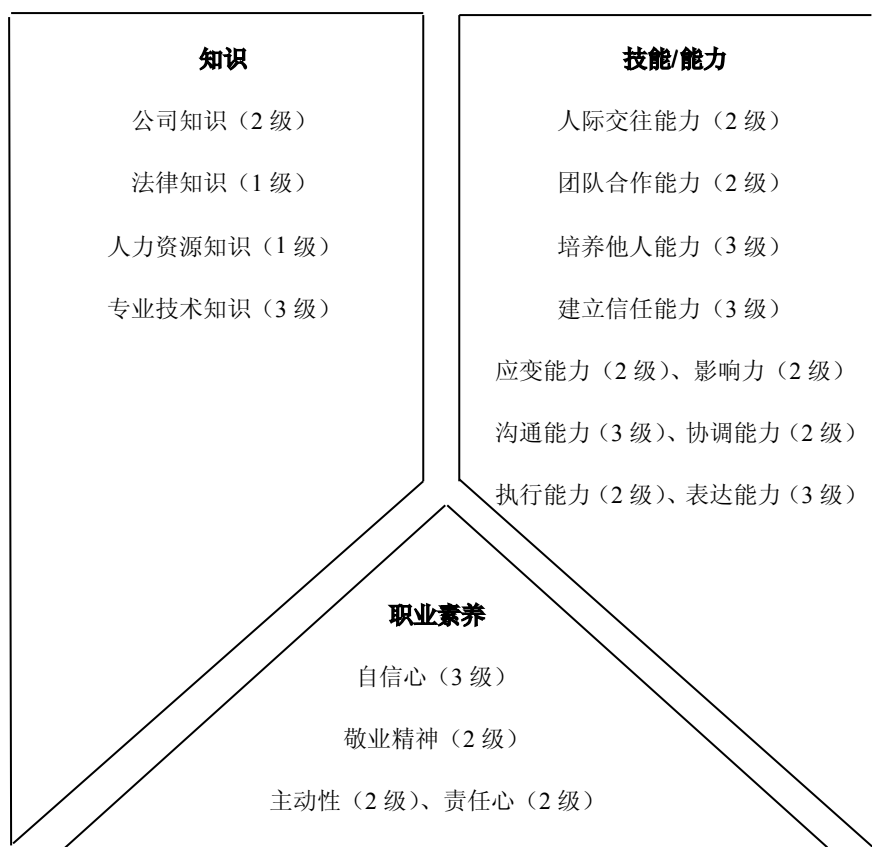 知识
公司知识（2 级）
法律知识（1 级）
人力资源知识（1 级）
专业技术知识（3 级）
技能/能力
人际交往能力（2 级）
团队合作能力（2 级）
培养他人能力（3 级）
建立信任能力（3 级）
应变能力（2 级）、影响力（2 级）
沟通能力（3 级）、协调能力（2 级）
执行能力（2 级）、表达能力（3 级）
职业素养
自信心（3 级）
敬业精神（2 级）
主动性（2 级）、责任心（2 级）